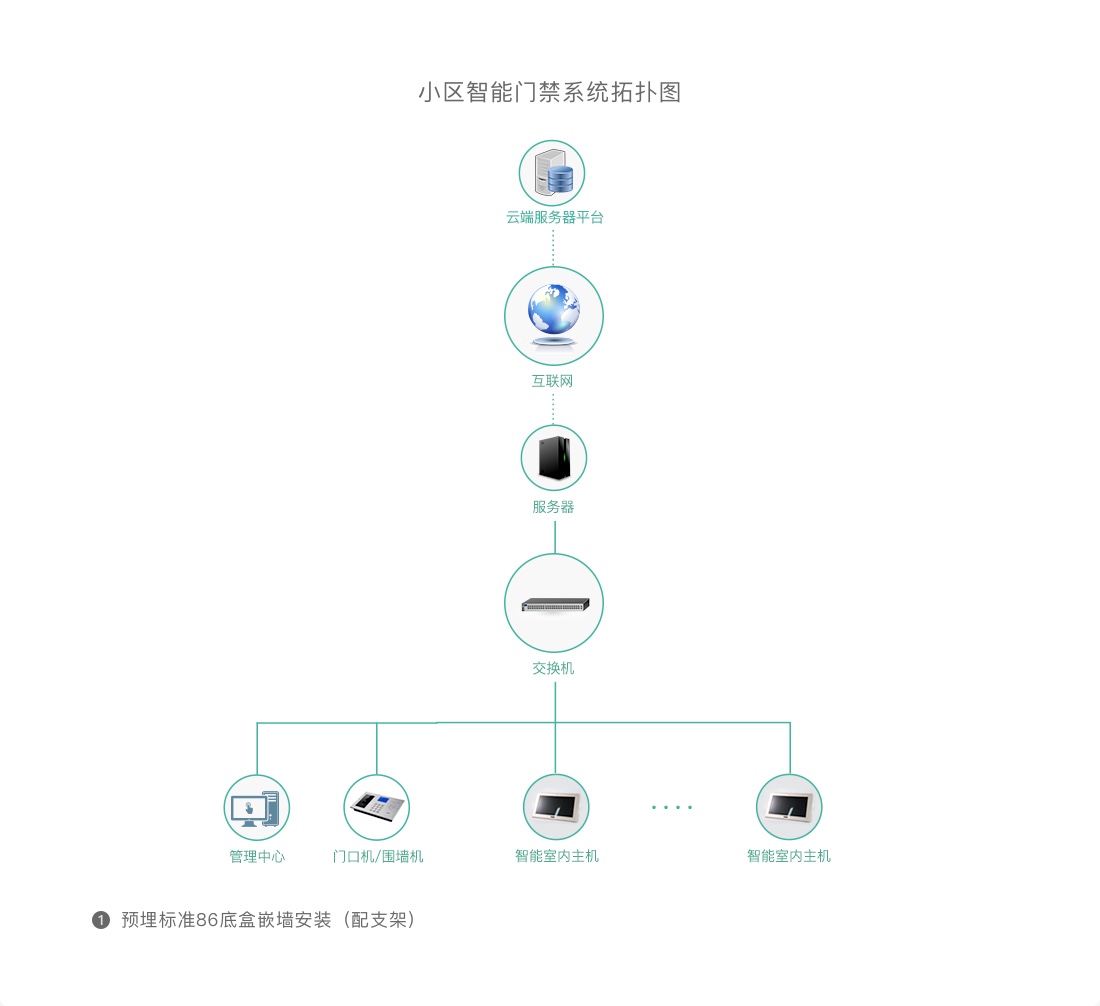 小区智能门禁系统拓扑图
云端服务器平台
互联网
服务器
交换机
管理中心
门口机/围墙机
智能室内主机
智能室内主机
1 预埋标准86底盒嵌墙安装（配支架）